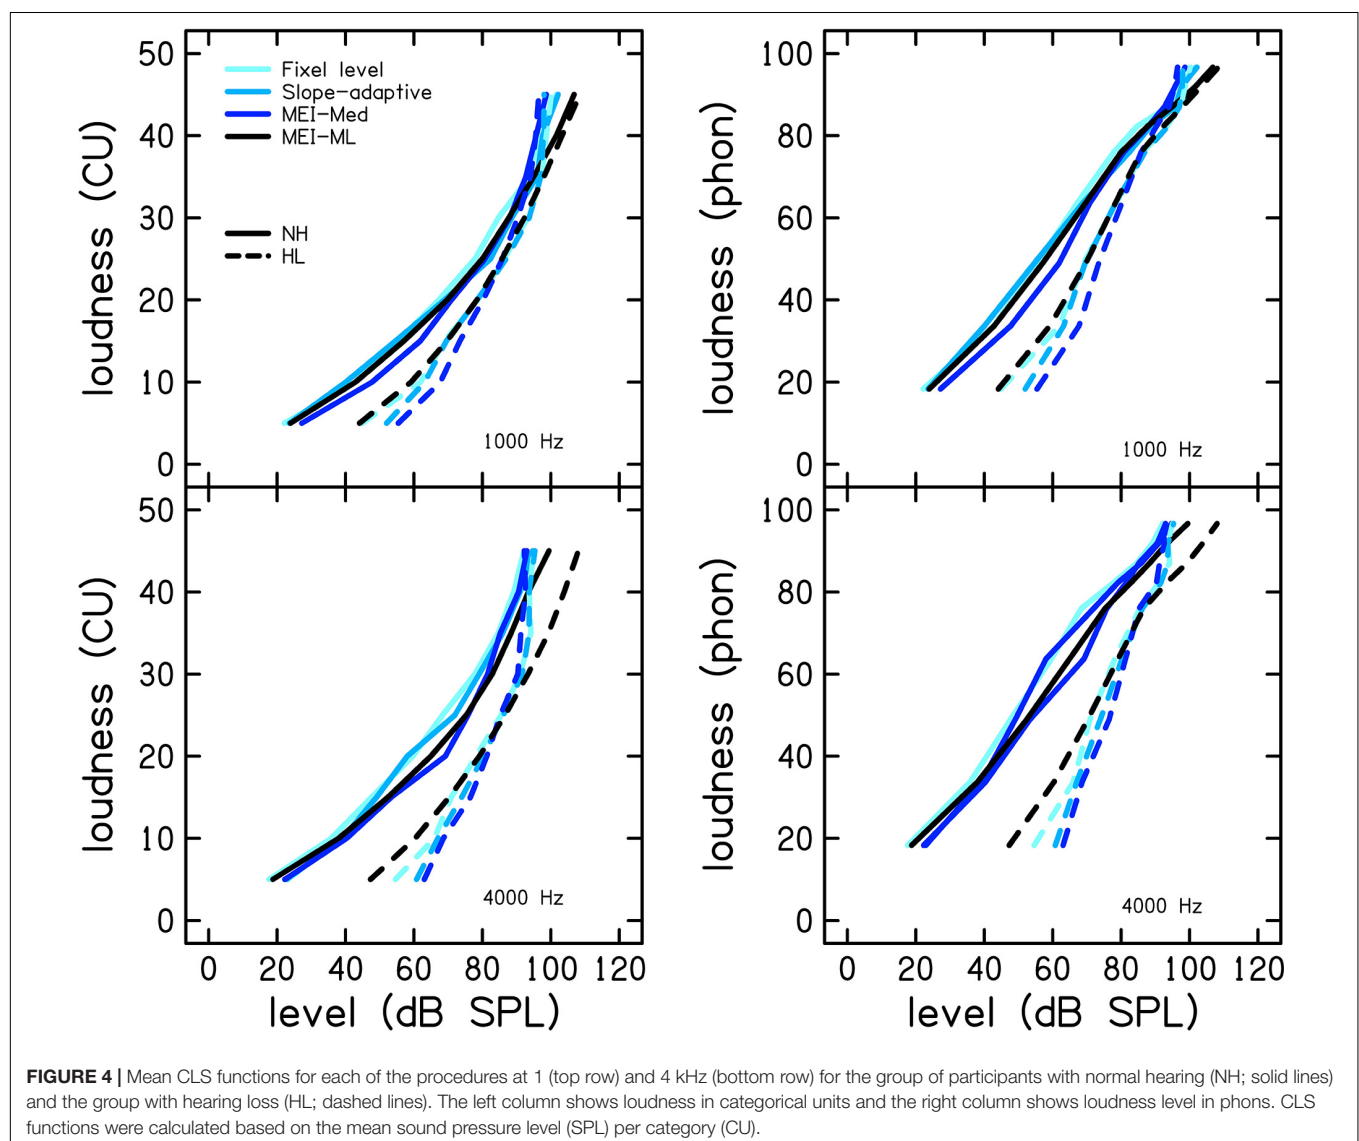 50
40
30
20
10
0
loudness (CU)
Fixel level
Slope-adaptive
MEI-Med
MEI-ML
NH
HL
1000 Hz
100
80
60
40
20
0
loudness (phon)
1000 Hz
50
40
30
20
10
0
loudness (CU)
4000 Hz
0 20 40 60 80 100 120
level (dB SPL)
100
80
60
40
20
0
loudness (phon)
4000 Hz
0 20 40 60 80 100 120
level (dB SPL)
FIGURE 4 | Mean CLS functions for each of the procedures at 1 (top row) and 4 kHz (bottom row) for the group of participants with normal hearing (NH; solid lines)
and the group with hearing loss (HL; dashed lines). The left column shows loudness in categorical units and the right column shows loudness level in phons. CLS
functions were calculated based on the mean sound pressure level (SPL) per category (CU).